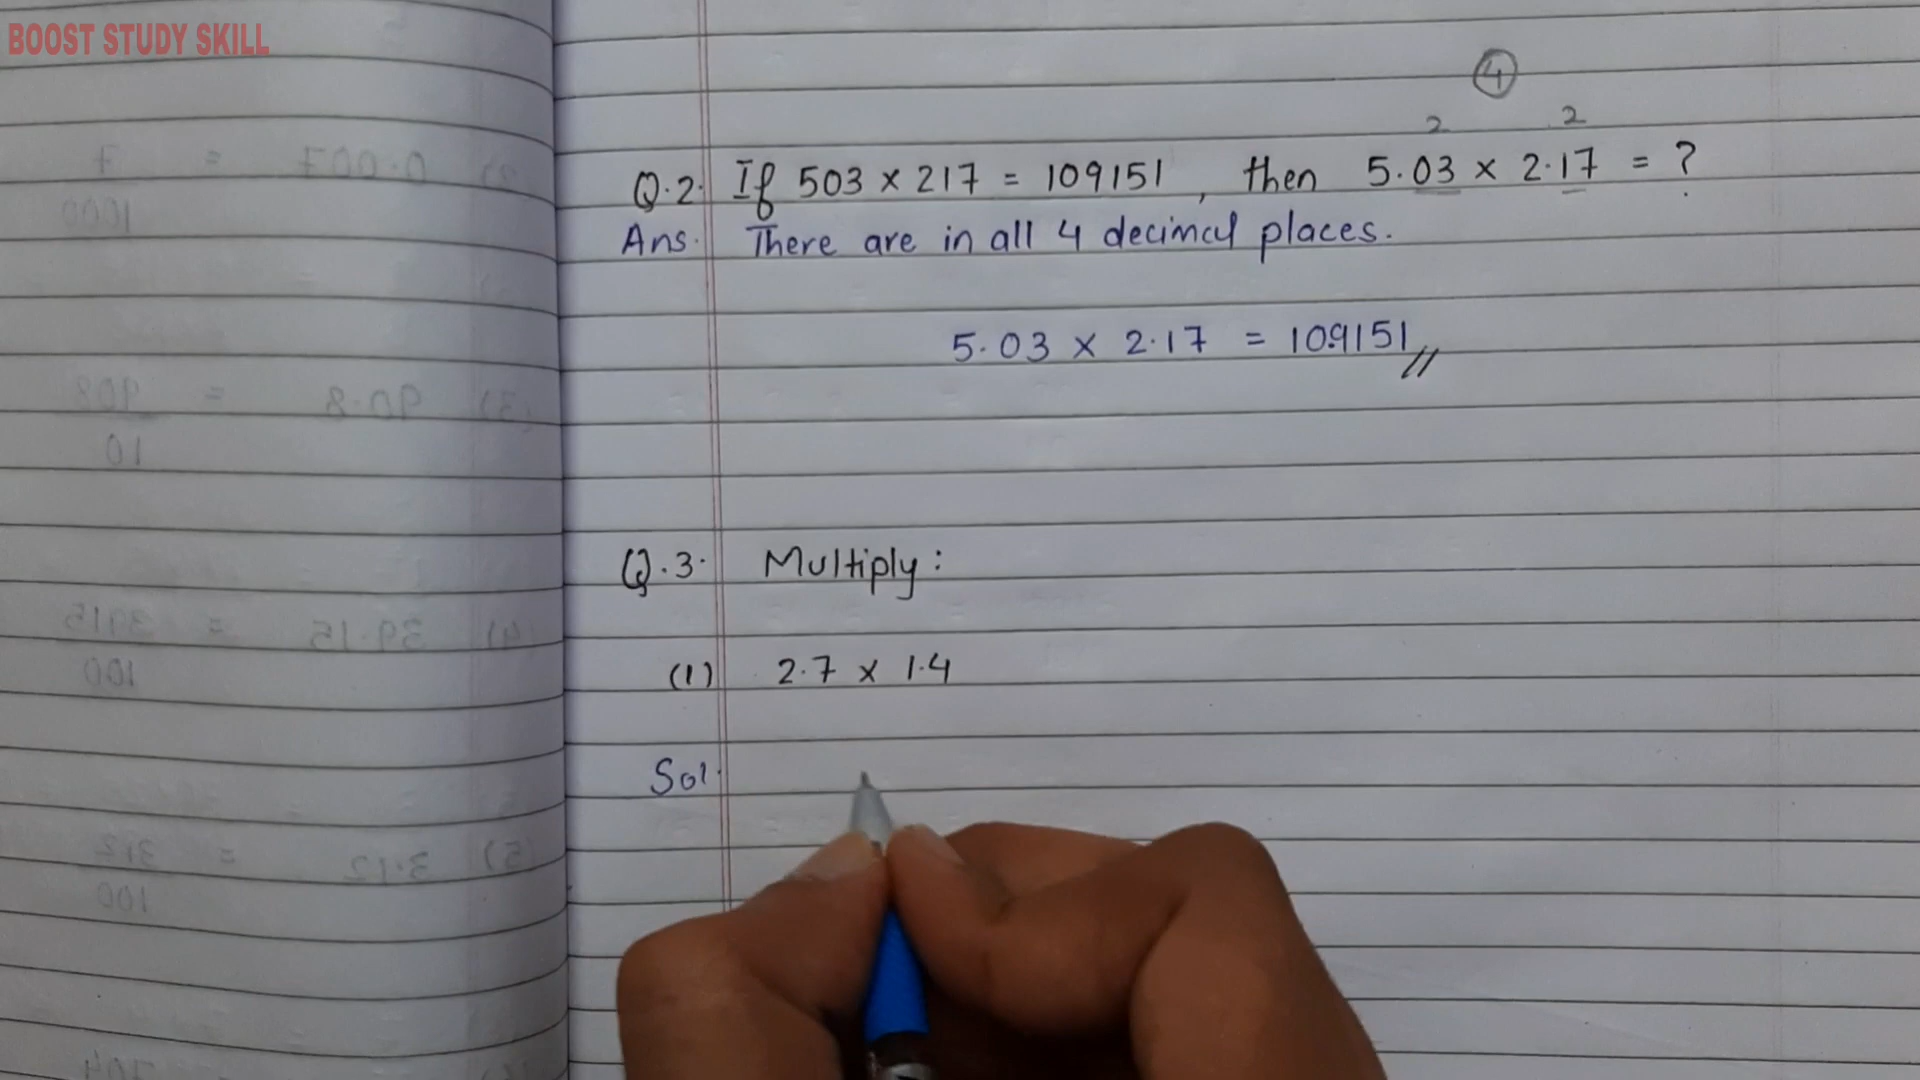 BOOST STUDY SKILL
4
2 2
Q.2. If 503 × 217 = 109151, then 5.03 × 2.17 = ?
Ans. There are in all 4 decimal places.
5.03 × 2.17 = 10.9151
Q.3. Multiply:
(1) 2.7 × 1.4
Sol.